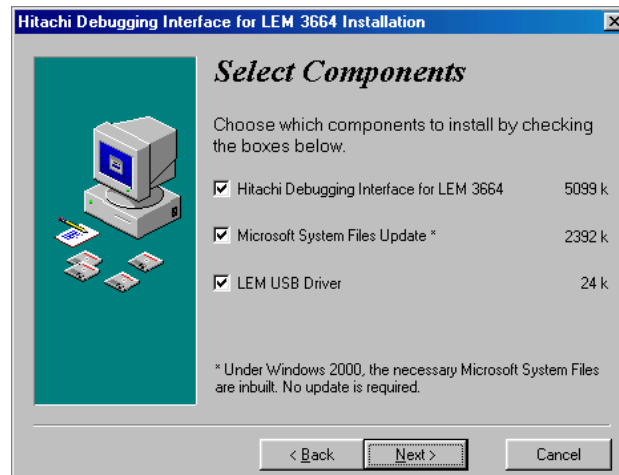 Hitachi Debugging Interface for LEM 3664 Installation
Select Components
Choose which components to install by checking
the boxes below.
Hitachi Debugging Interface for LEM 3664 5099 k
Microsoft System Files Update * 2392 k
LEM USB Driver 24 k
* Under Windows 2000, the necessary Microsoft System Files
are inbuilt. No update is required.
< Back Next > Cancel